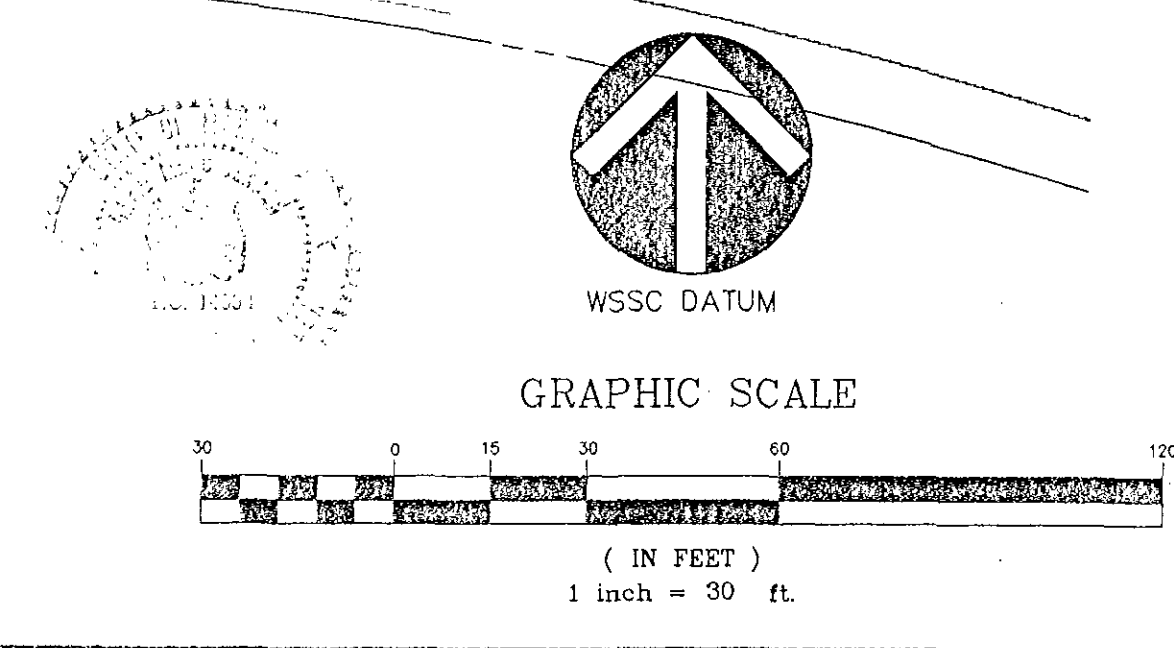 WSSC DATUM
GRAPHIC SCALE
30 0 15 30 60 120
( IN FEET )
1 inch = 30 ft.